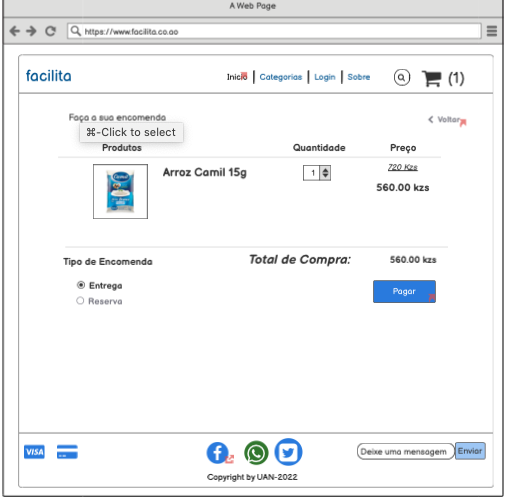 A Web Page
https://www.facilita.co.ao
facilita
Inicío | Categorias | Login | Sobre
(1)
Faça a sua encomenda
Voltar
⌘-Click to select
Produtos Quantidade Preço
Arroz Camil 15g 1 720 Kzs
560.00 kzs
Tipo de Encomenda Total de Compra: 560.00 kzs
Entrega
Pagar
Reserva
VISA
Deixe uma mensagem Enviar
Copyright by UAN-2022